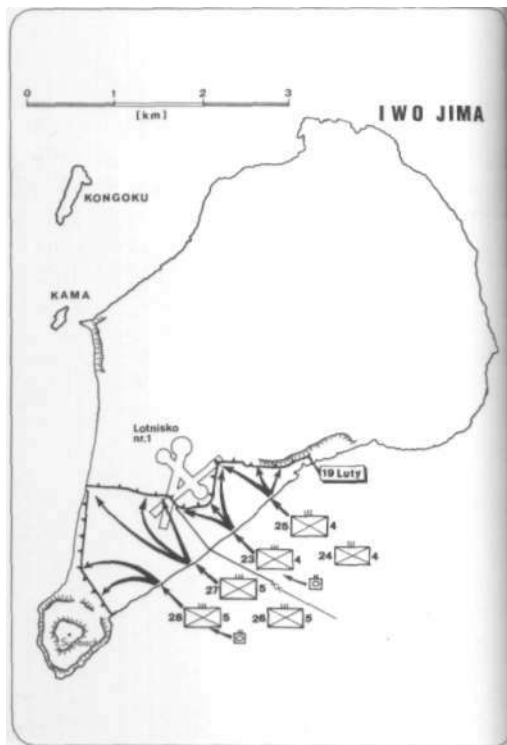 0 1 2 3
[km]
IWO JIMA
KONGOKU
KAMA
Lotnisko
nr.1
19 Luty
25 4
23 4
24 4
27 5
28 5
26 5